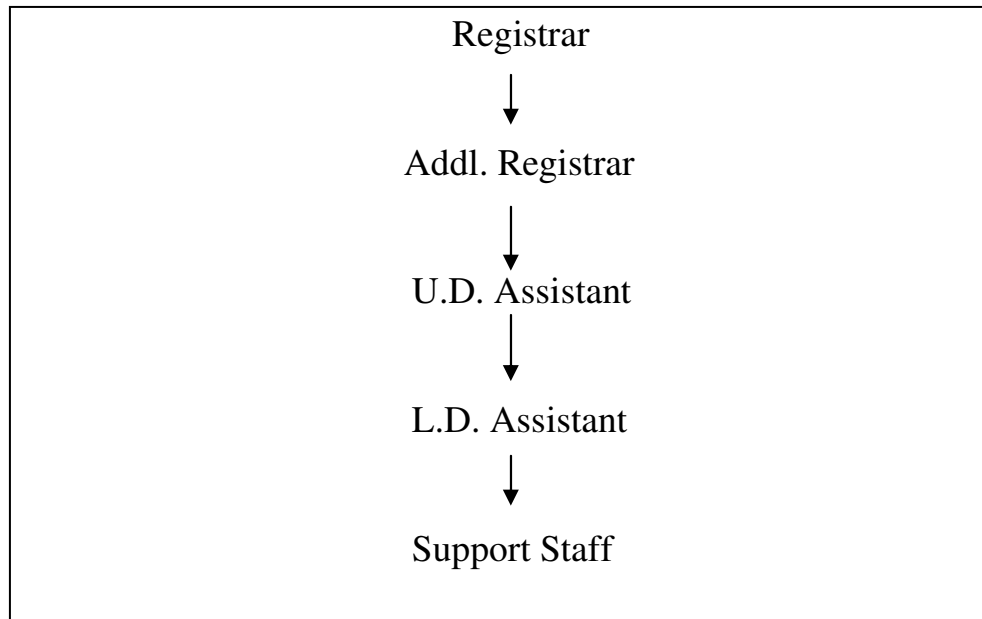 Registrar
Addl. Registrar
U.D. Assistant
L.D. Assistant
Support Staff